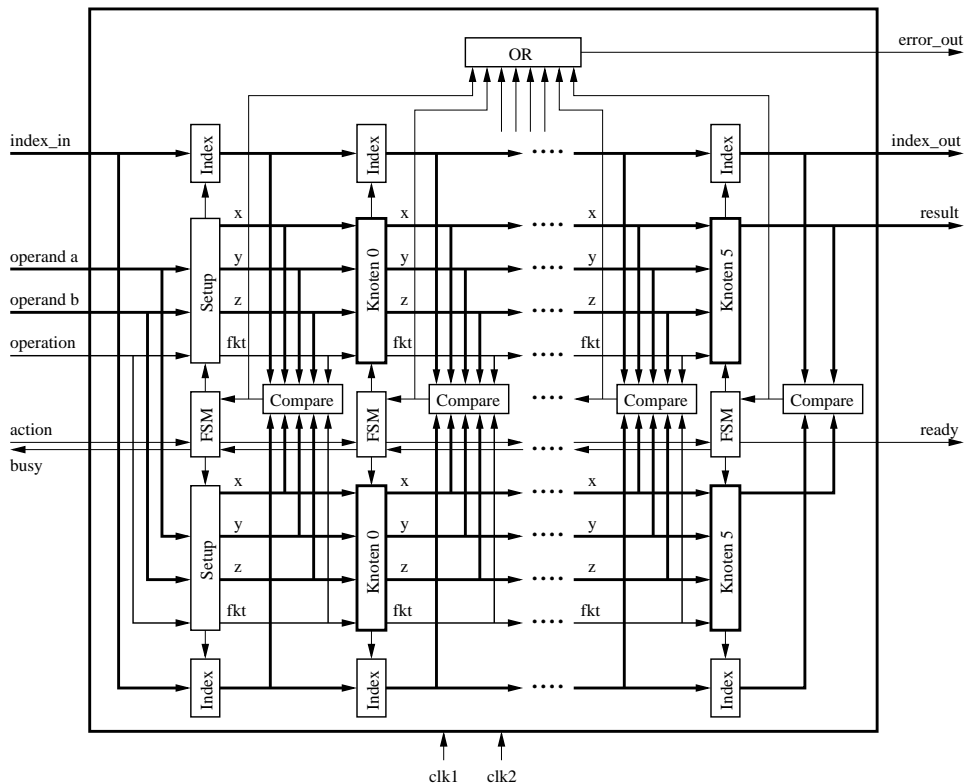 error_out
OR
index_in
Index
Index
Index
index_out
x
x
x
result
operand a
y
y
y
Setup
Knoten 0
Knoten 5
operand b
z
z
z
operation
fkt
fkt
fkt
Compare
Compare
Compare
Compare
FSM
FSM
FSM
action
ready
busy
x
x
x
y
y
y
Setup
Knoten 0
Knoten 5
z
z
z
fkt
fkt
fkt
Index
Index
Index
clk1
clk2